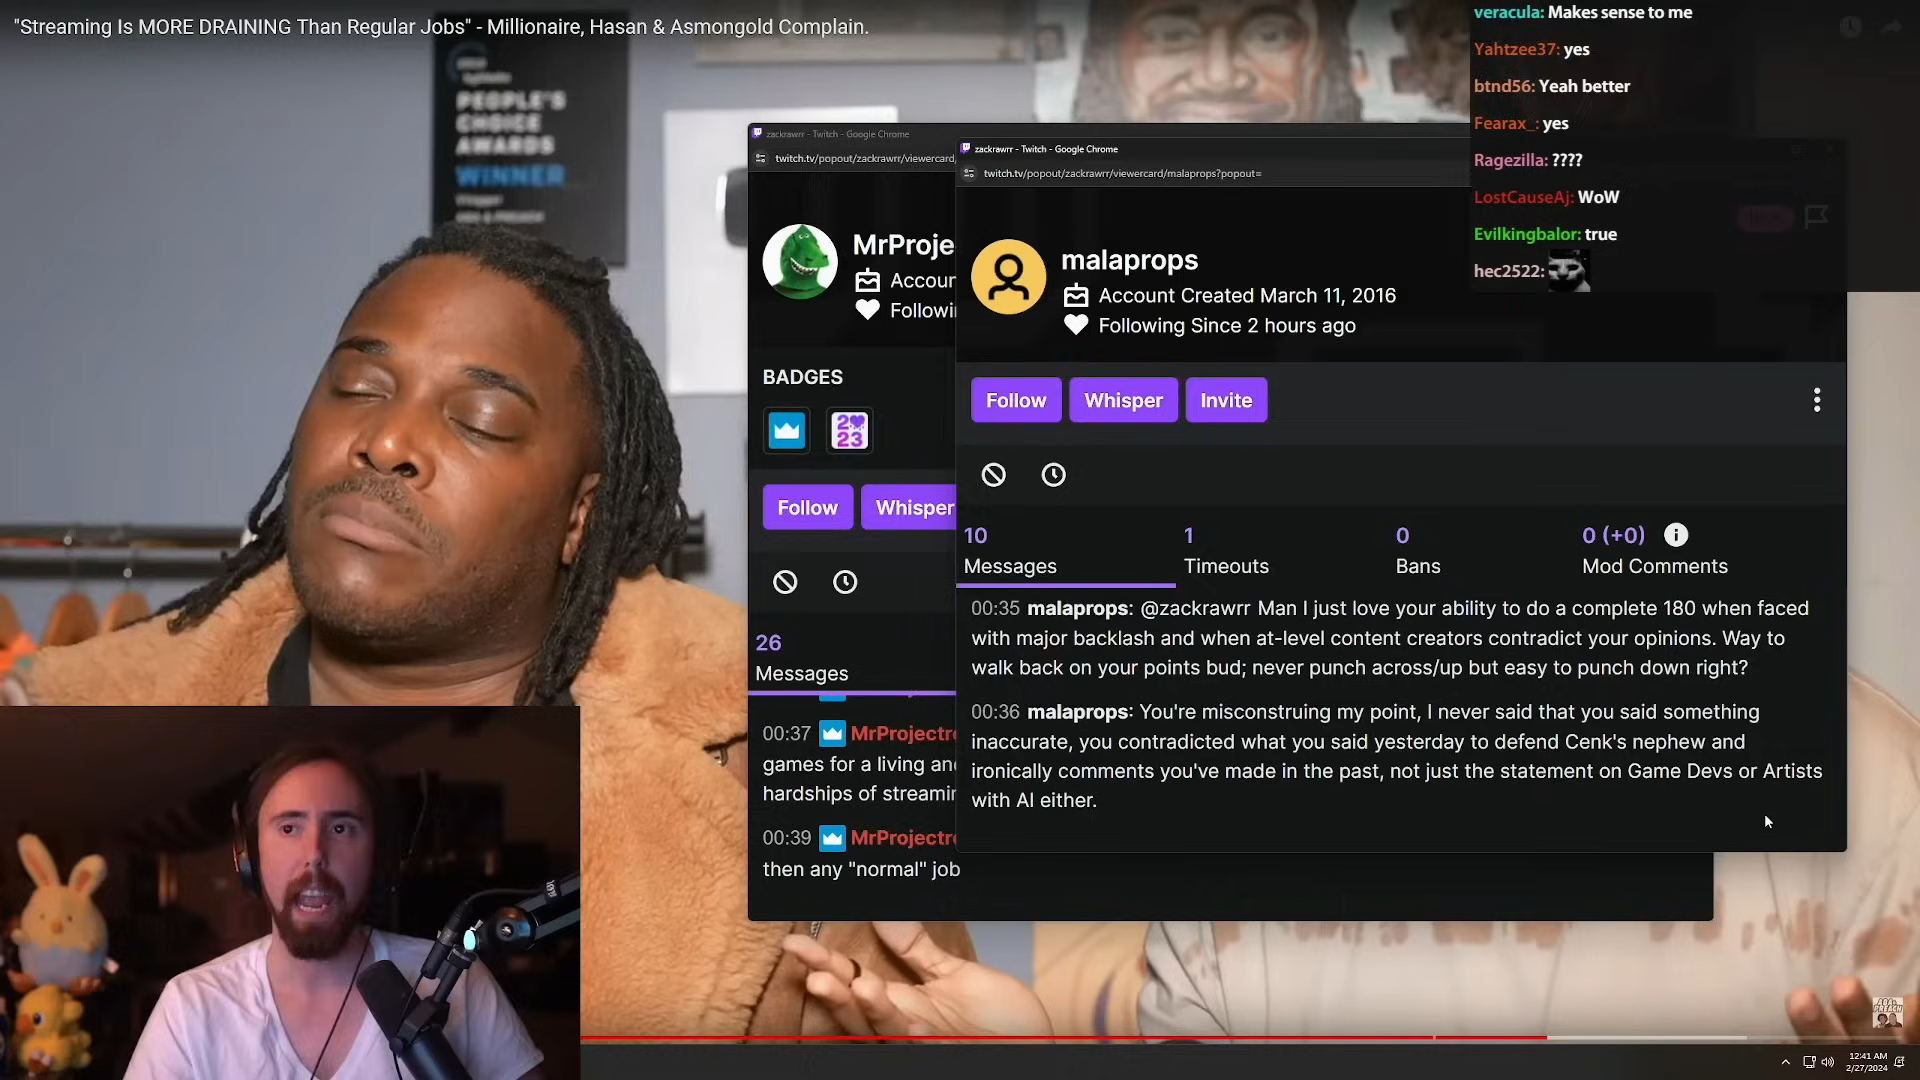 "Streaming Is MORE DRAINING Than Regular Jobs" - Millionaire, Hasan & Asmongold Complain.
PEOPLE'S
CHOICE
AWARDS
WINNER
veracula: Makes sense to me
Yahtzee37: yes
btnd56: Yeah better
Fearax_: yes
Ragezilla: ????
LostCauseAj: WoW
Evilkingbalor: true
hec2522:
zackrawrr - Twitch - Google Chrome
twitch.tv/popout/zackrawrr/viewercard
MrProje
Accour
Followi
BADGES
2
23
Follow
Whisper
26
Messages
00:37 MrProjectr
games for a living an
hardships of streami
00:39 MrProjectr
then any "normal" job
zackrawrr - Twitch - Google Chrome
twitch.tv/popout/zackrawrr/viewercard/malaprops?popout=
malaprops
Account Created March 11, 2016
Following Since 2 hours ago
Follow
Whisper
Invite
10
Messages
1
Timeouts
0
Bans
0 (+0)
Mod Comments
00:35 malaprops: @zackrawrr Man I just love your ability to do a complete 180 when faced
with major backlash and when at-level content creators contradict your opinions. Way to
walk back on your points bud; never punch across/up but easy to punch down right?
00:36 malaprops: You're misconstruing my point, I never said that you said something
inaccurate, you contradicted what you said yesterday to defend Cenk's nephew and
ironically comments you've made in the past, not just the statement on Game Devs or Artists
with AI either.
PREACH
12:41 AM
2/27/2024